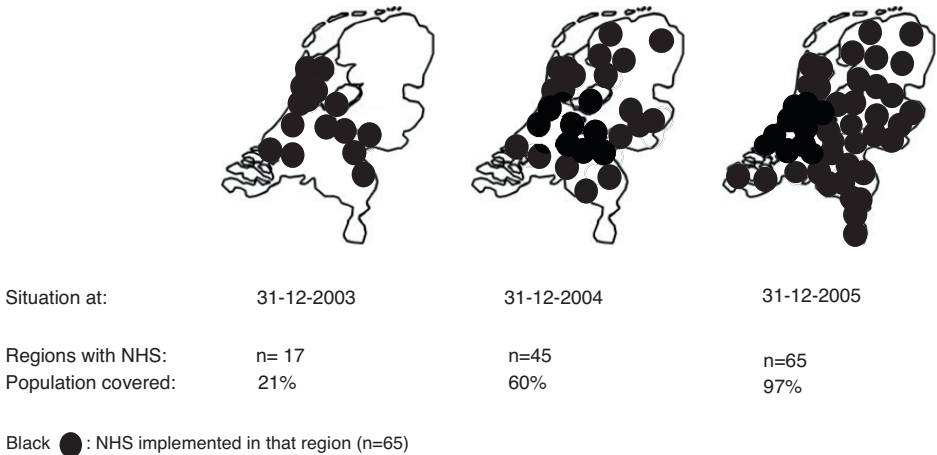 Situation at: 31-12-2003 31-12-2004 31-12-2005
Regions with NHS: n= 17 n=45 n=65
Population covered: 21% 60% 97%
Black : NHS implemented in that region (n=65)